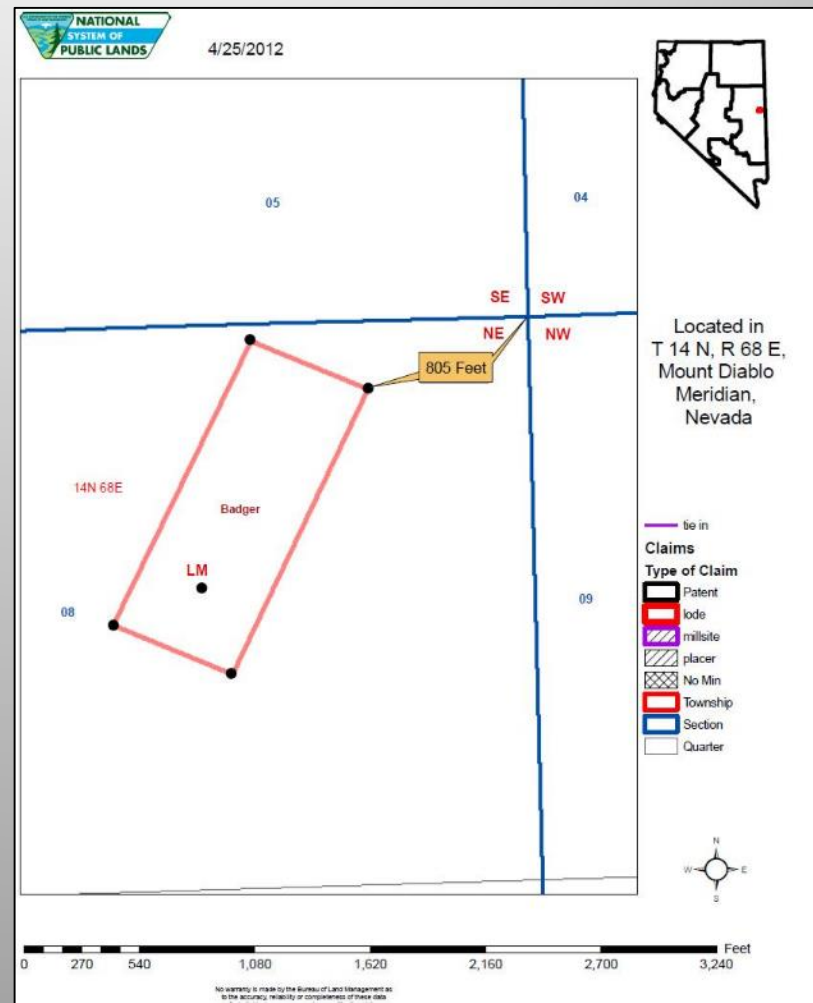 NATIONAL
SYSTEM OF
PUBLIC LANDS
4/25/2012
05
04
SE
SW
NE
NW
805 Feet
Located in
T 14 N, R 68 E,
Mount Diablo
Meridian,
Nevada
14N 68E
Badger
LM
08
09
tie in
Claims
Type of Claim
Patent
lode
millsite
placer
No Min
Township
Section
Quarter
N
W
E
S
Feet
0 270 540 1,080 1,620 2,160 2,700 3,240
No warranty is made by the Bureau of Land Management as
to the accuracy, reliability or completeness of these data